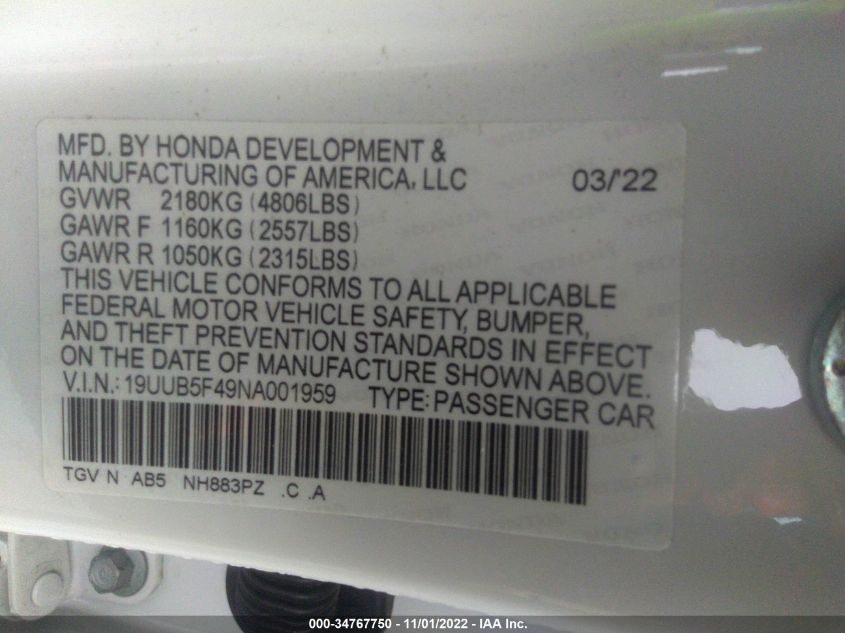 MFD. BY HONDA DEVELOPMENT &
MANUFACTURING OF AMERICA, LLC 03/'22
GVWR 2180KG (4806LBS)
GAWR F 1160KG (2557LBS)
GAWR R 1050KG (2315LBS)
THIS VEHICLE CONFORMS TO ALL APPLICABLE
FEDERAL MOTOR VEHICLE SAFETY, BUMPER,
AND THEFT PREVENTION STANDARDS IN EFFECT
ON THE DATE OF MANUFACTURE SHOWN ABOVE.
V.I.N.: 19UUB5F49NA001959 TYPE: PASSENGER CAR
TGV N AB5 NH883PZ .C .A
000-34767750 - 11/01/2022 - IAA Inc.